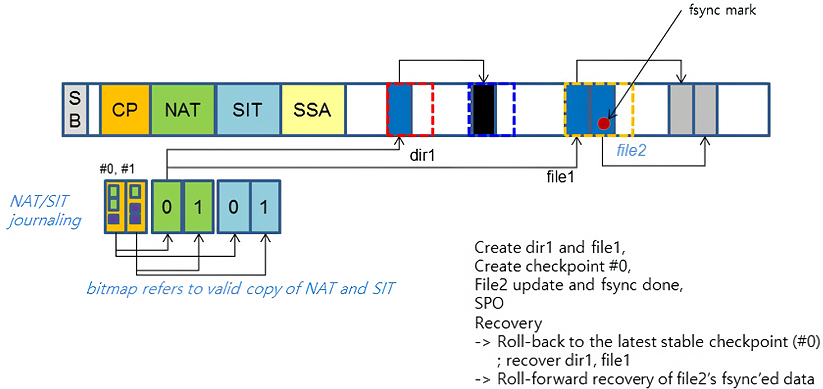 fsync mark
S
B
CP
NAT
SIT
SSA
dir1
file2
file1
#0, #1
NAT/SIT
journaling
0
1
0
1
bitmap refers to valid copy of NAT and SIT
Create dir1 and file1,
Create checkpoint #0,
File2 update and fsync done,
SPO
Recovery
-> Roll-back to the latest stable checkpoint (#0)
; recover dir1, file1
-> Roll-forward recovery of file2's fsync'ed data